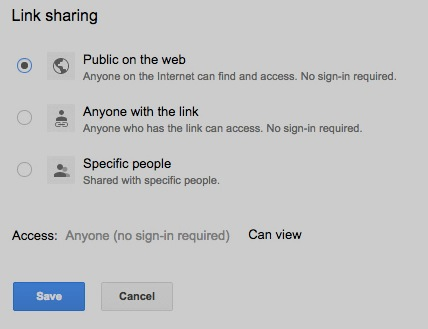 Link sharing
Public on the web
Anyone on the Internet can find and access. No sign-in required.
Anyone with the link
Anyone who has the link can access. No sign-in required.
Specific people
Shared with specific people.
Access: Anyone (no sign-in required) Can view
Save Cancel